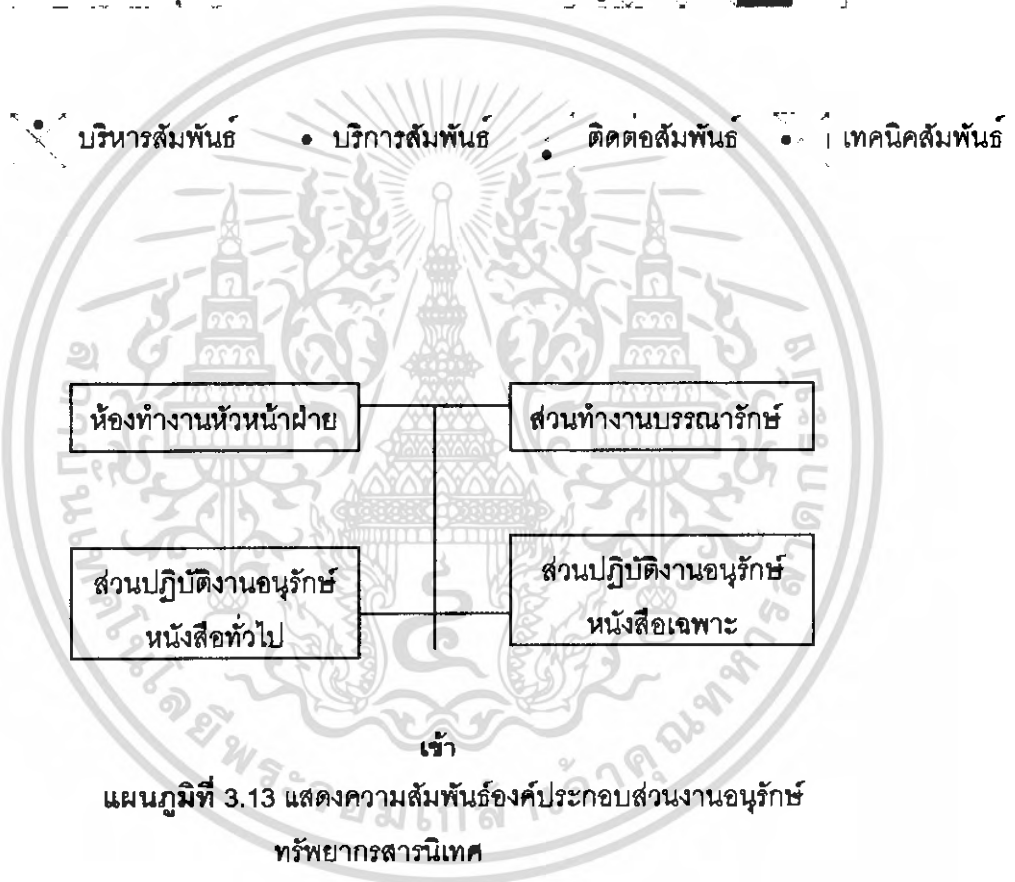 บริหารสัมพันธ์ • บริการสัมพันธ์ ติดต่อสัมพันธ์ • เทคนิคสัมพันธ์
ห้องทำงานหัวหน้าฝ่าย ส่วนทำงานบรรณารักษ์
ส่วนปฏิบัติงานอนุรักษ์ ส่วนปฏิบัติงานอนุรักษ์
หนังสือทั่วไป หนังสือเฉพาะ
เข้า
แผนภูมิที่ 3.13 แสดงความสัมพันธ์องค์ประกอบส่วนงานอนุรักษ์
ทรัพยากรสารนิเทศ